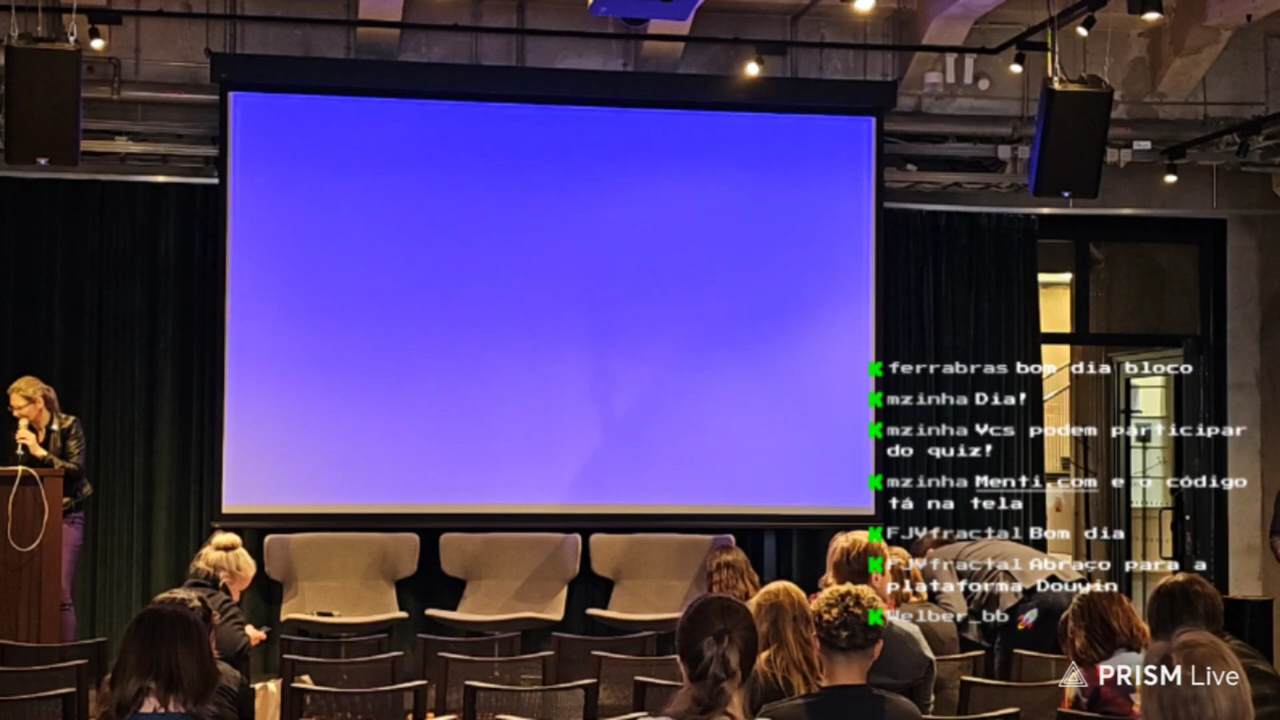 ferrabras bom dia bloco
mzinha Dia!
mzinha Vcs podem participar
do quiz!
mzinha Menti.com e o código
tá na tela
FJVfractal Bom dia
FJVfractal Abraço para a
plataforma Douyin
Welber_bb 🚀
PRISM Live